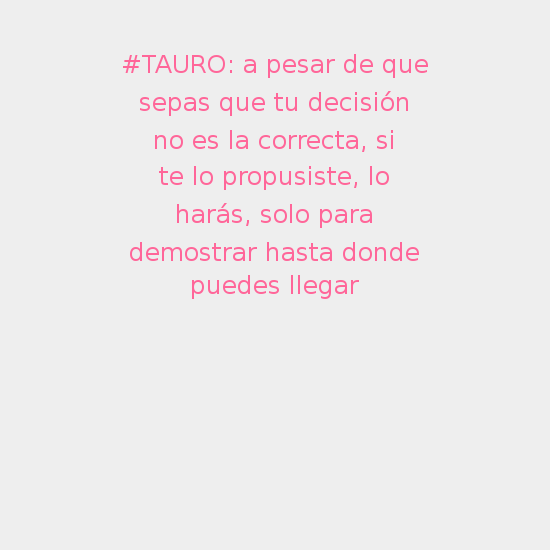 #TAURO: a pesar de que
sepas que tu decisión
no es la correcta, si
te lo propusiste, lo
harás, solo para
demostrar hasta donde
puedes llegar